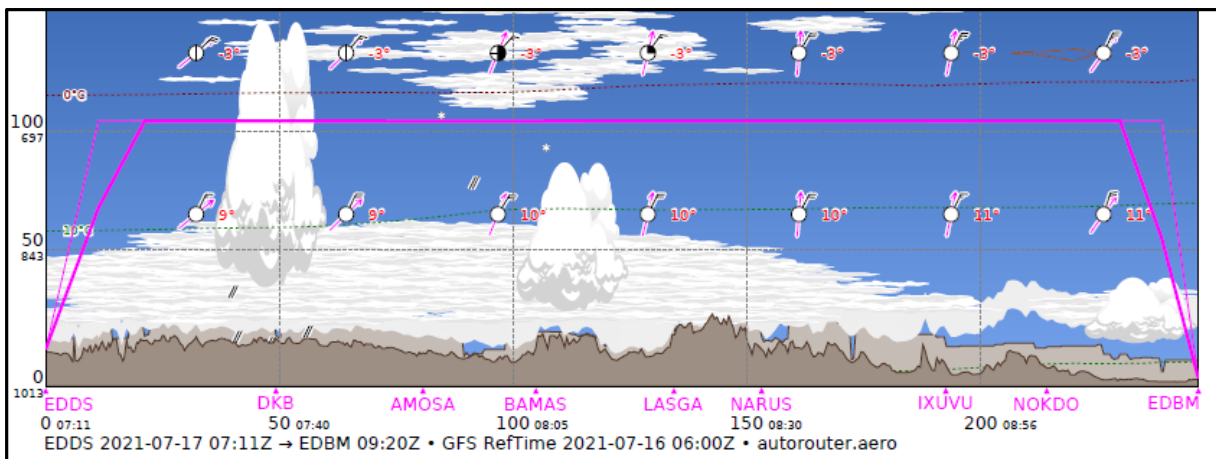 -3° -3° -3° -3° -3° -3° -3°
0°G
100
697
9° 9° 10° 10° 10° 11° 11°
10°G
50
843
0
1013
EDDS DKB AMOSA BAMAS LASGA NARUS IXUVU NOKDO EDBM
0 07:11 50 07:40 100 08:05 150 08:30 200 08:56
EDDS 2021-07-17 07:11Z → EDBM 09:20Z • GFS RefTime 2021-07-16 06:00Z • autorouter.aero